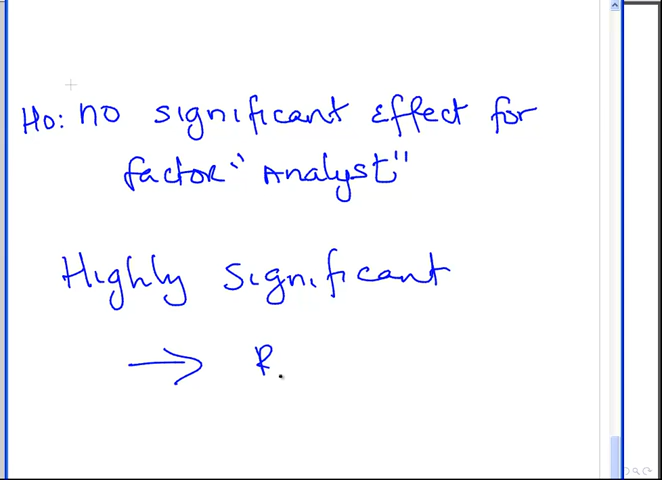 Ho: no significant Effect for
factor "Analyst"
Highly significant
→ R